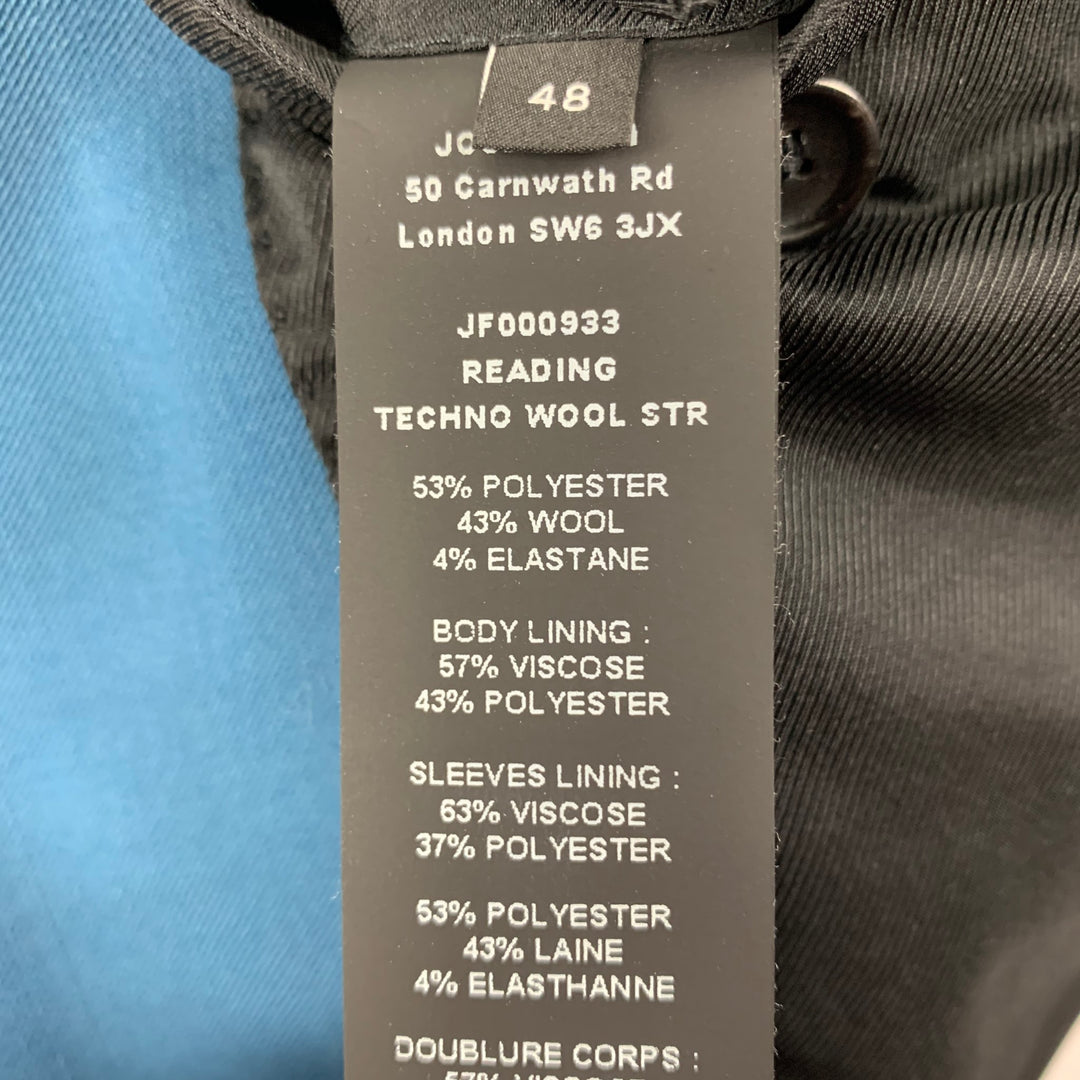 48
50 Carnwath Rd
London SW6 3JX
JF000933
READING
TECHNO WOOL STR
53% POLYESTER
43% WOOL
4% ELASTANE
BODY LINING :
57% VISCOSE
43% POLYESTER
SLEEVES LINING :
63% VISCOSE
37% POLYESTER
53% POLYESTER
43% LAINE
4% ELASTHANNE
DOUBLURE CORPS :